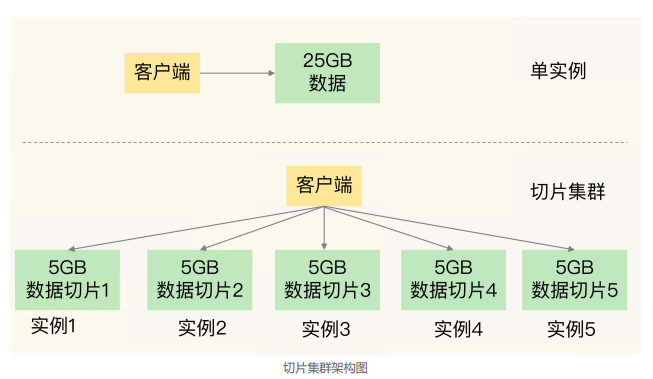 客户端
25GB
数据
单实例
客户端
切片集群
5GB
数据切片1
5GB
数据切片2
5GB
数据切片3
5GB
数据切片4
5GB
数据切片5
实例1
实例2
实例3
实例4
实例5
切片集群架构图